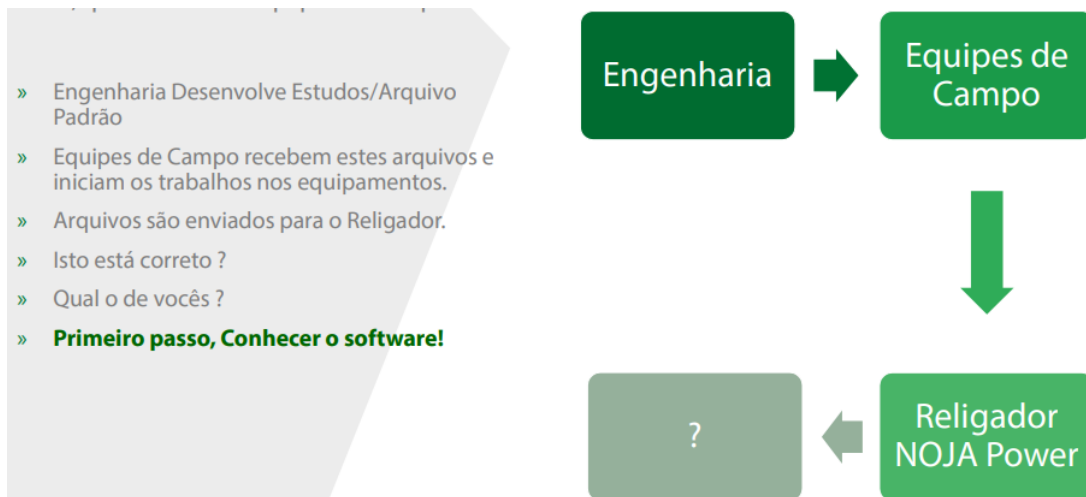 » Engenharia Desenvolve Estudos/Arquivo
Padrão
» Equipes de Campo recebem estes arquivos e
iniciam os trabalhos nos equipamentos.
» Arquivos são enviados para o Religador.
» Isto está correto ?
» Qual o de vocês ?
» Primeiro passo, Conhecer o software!
Engenharia
Equipes de
Campo
Religador
NOJA Power
?